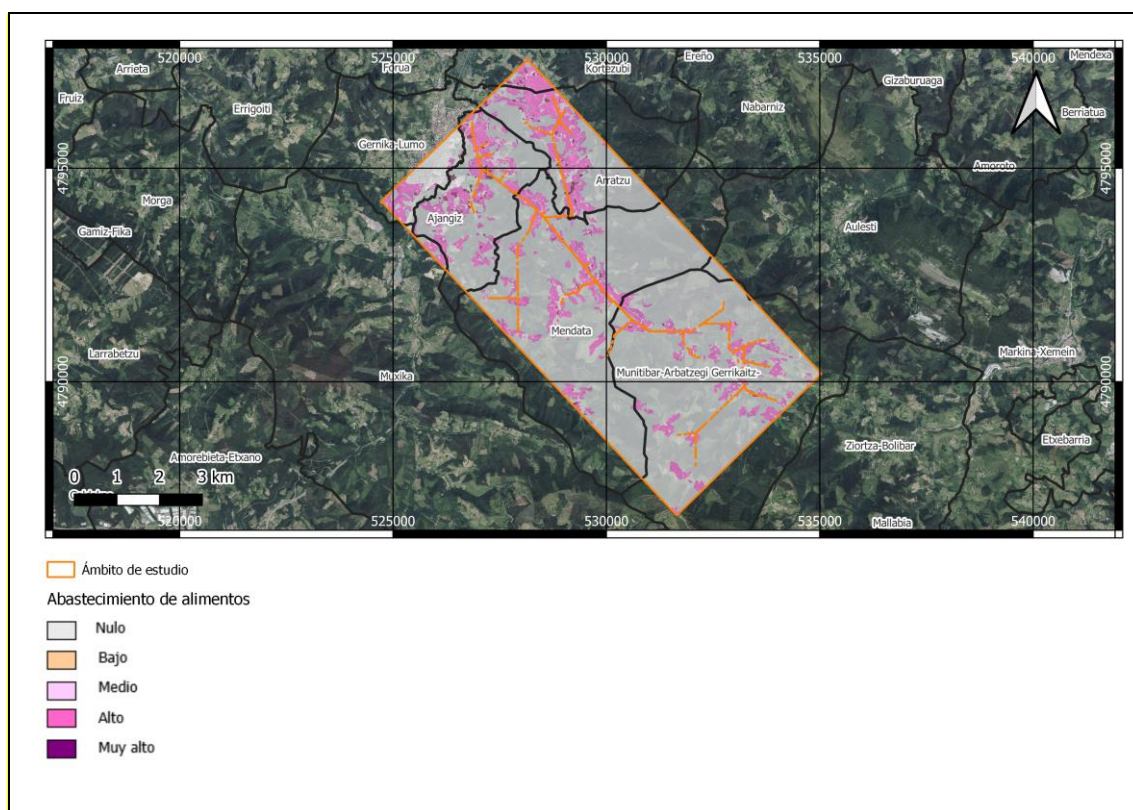 520000 525000 530000 535000 540000
Mendexa
Arrieta
Forua
Kortezubi
Ereño
Gizaburuaga
Fruiz
Errigoiti
Nabarniz
Berriatua
Gernika-Lumo
4795000
4795000
Amoroto
Arratzu
Morga
Ajangiz
Aulesti
Gamiz-Fika
Mendata
Larrabetzu
Markina-Xemein
Muxika
Munitibar-Arbatzegi Gerrikaitz-
4790000
4790000
Etxebarria
Ziortza-Bolibar
Amorebieta-Etxano
0 1 2 3 km
Mallabia
520000 525000 530000 535000 540000
Ámbito de estudio
Abastecimiento de alimentos
Nulo
Bajo
Medio
Alto
Muy alto